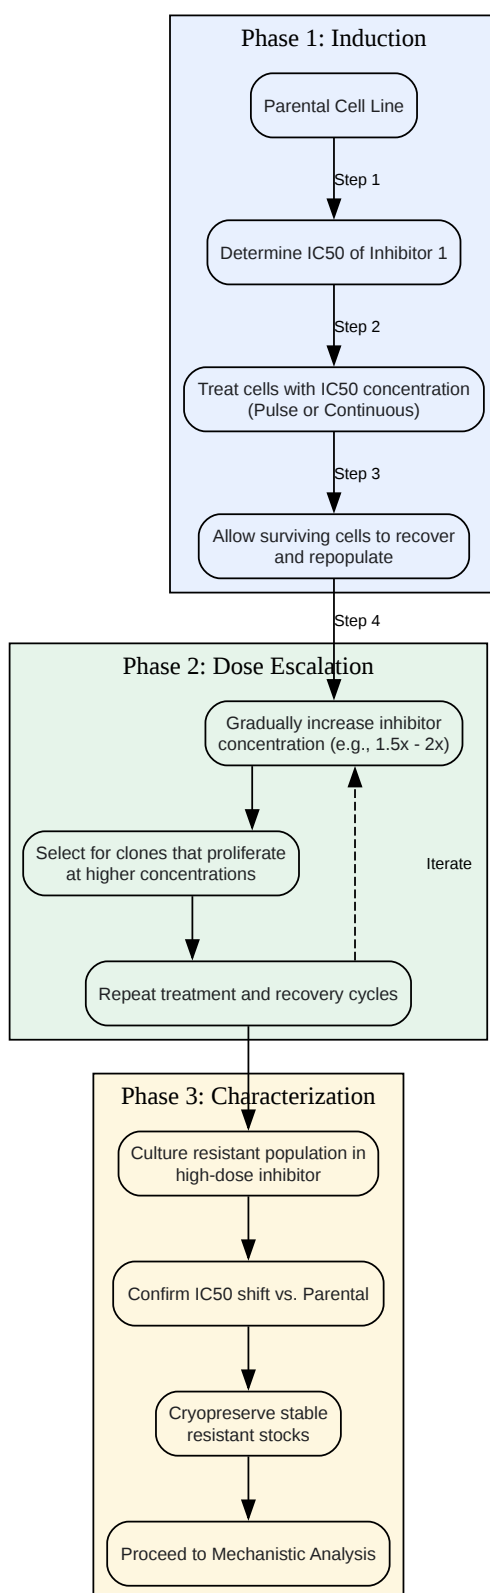 Phase 1: Induction
Parental Cell Line
Step 1
Determine IC50 of Inhibitor 1
Step 2
Treat cells with IC50 concentration
(Pulse or Continuous)
Step 3
Allow surviving cells to recover
and repopulate
Step 4
Phase 2: Dose Escalation
Gradually increase inhibitor
concentration (e.g., 1.5x - 2x)
Select for clones that proliferate
at higher concentrations
Iterate
Repeat treatment and recovery cycles
Phase 3: Characterization
Culture resistant population in
high-dose inhibitor
Confirm IC50 shift vs. Parental
Cryopreserve stable
resistant stocks
Proceed to Mechanistic Analysis